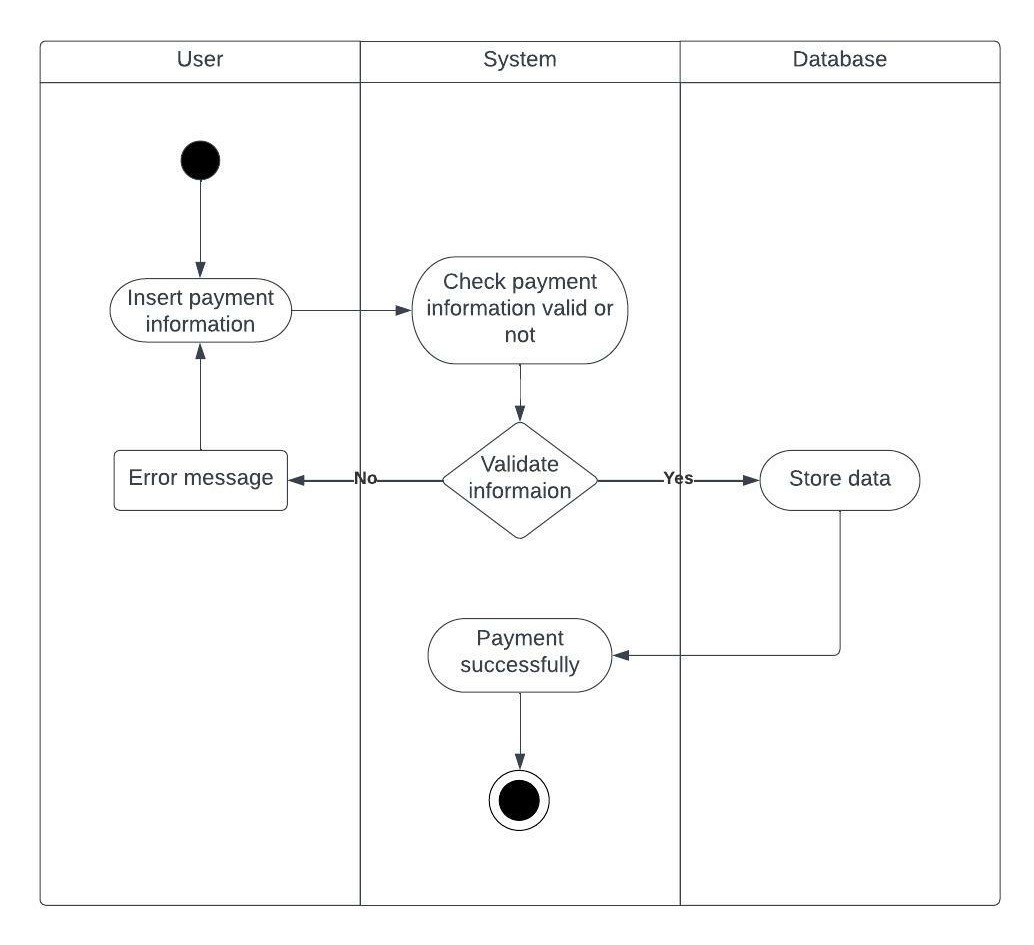 User
System
Database
Insert payment
information
Check payment
information valid or
not
Error message
No
Validate
informaion
Yes
Store data
Payment
successfully